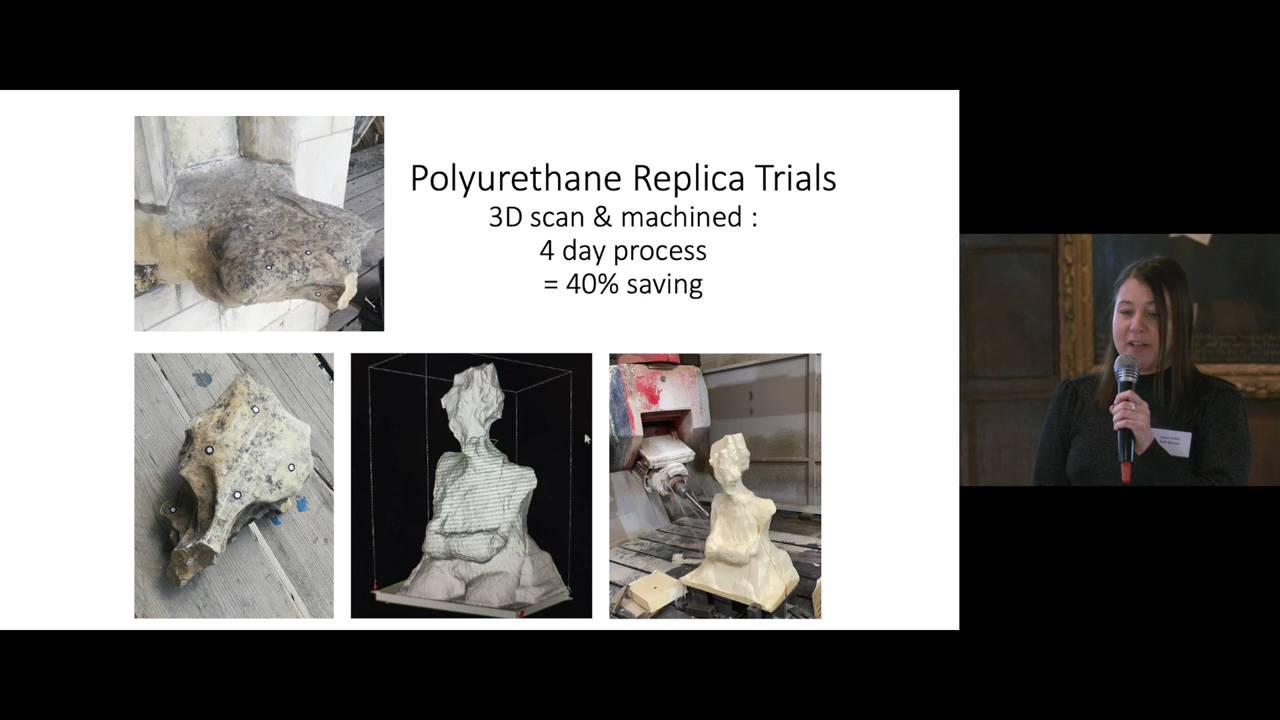 Polyurethane Replica Trials
3D scan & machined :
4 day process
= 40% saving